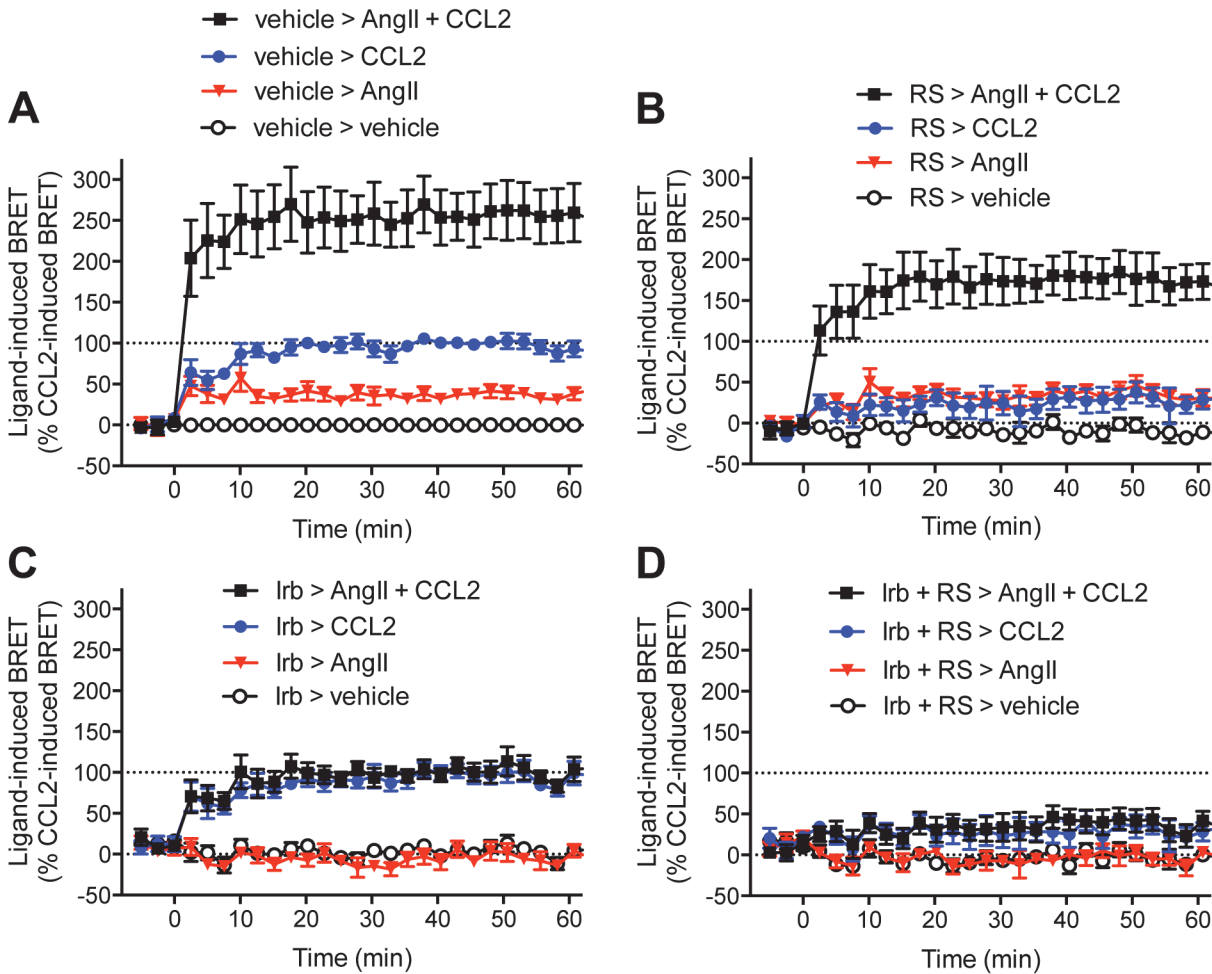 A
vehicle > AngII + CCL2
vehicle > CCL2
vehicle > AngII
vehicle > vehicle
Ligand-induced BRET
(% CCL2-induced BRET)
300
250
200
150
100
50
0
-50
0 10 20 30 40 50 60
Time (min)
B
RS > AngII + CCL2
RS > CCL2
RS > AngII
RS > vehicle
Ligand-induced BRET
(% CCL2-induced BRET)
300
250
200
150
100
50
0
-50
0 10 20 30 40 50 60
Time (min)
C
Irb > AngII + CCL2
Irb > CCL2
Irb > AngII
Irb > vehicle
Ligand-induced BRET
(% CCL2-induced BRET)
300
250
200
150
100
50
0
-50
0 10 20 30 40 50 60
Time (min)
D
Irb + RS > AngII + CCL2
Irb + RS > CCL2
Irb + RS > AngII
Irb + RS > vehicle
Ligand-induced BRET
(% CCL2-induced BRET)
300
250
200
150
100
50
0
-50
0 10 20 30 40 50 60
Time (min)